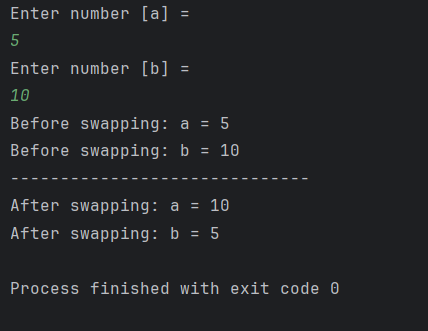 Enter number [a] =
5
Enter number [b] =
10
Before swapping: a = 5
Before swapping: b = 10
------------------------------
After swapping: a = 10
After swapping: b = 5
Process finished with exit code 0